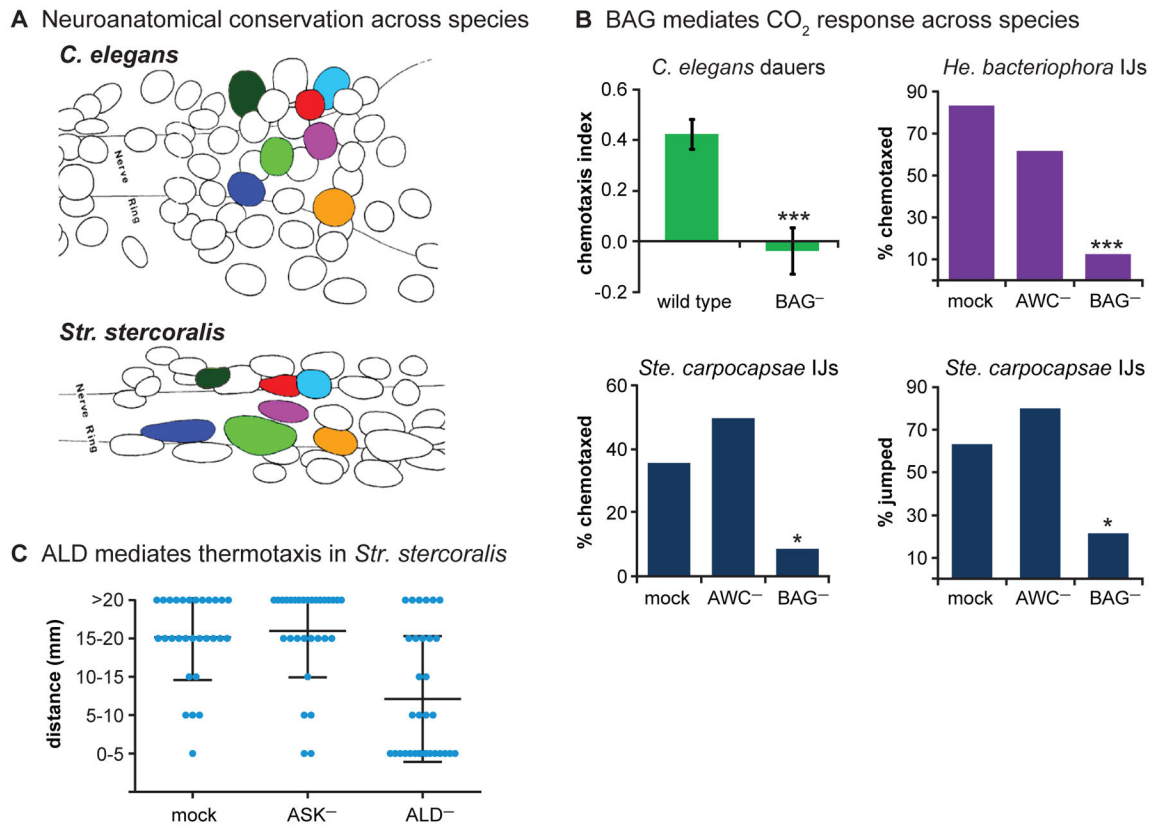 A Neuroanatomical conservation across species
C. elegans
Nerve
Ring
Str. stercoralis
Nerve
Ring
B BAG mediates CO2 response across species
C. elegans dauers
chemotaxis index
0.6
0.4
0.2
0.0
-0.2
***
wild type
BAG–
He. bacteriophora IJs
% chemotaxed
90
70
50
30
10
***
mock
AWC–
BAG–
Ste. carpocapsae IJs
% chemotaxed
60
40
20
0
*
mock
AWC–
BAG–
Ste. carpocapsae IJs
% jumped
90
70
50
30
10
*
mock
AWC–
BAG–
C ALD mediates thermotaxis in Str. stercoralis
distance (mm)
>20
15-20
10-15
5-10
0-5
mock
ASK–
ALD–